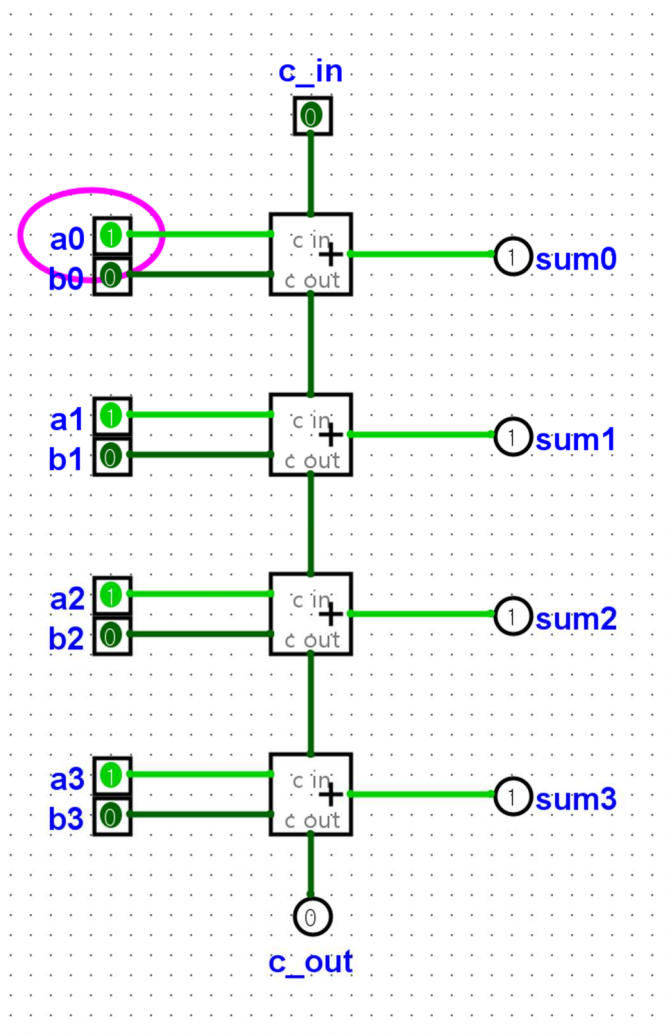 c_in
0
a0 1
c in
+
1 sum0
b0 0
c out
a1 1
c in
+
1 sum1
b1 0
c out
a2 1
c in
+
1 sum2
b2 0
c out
a3 1
c in
+
1 sum3
b3 0
c out
0
c_out